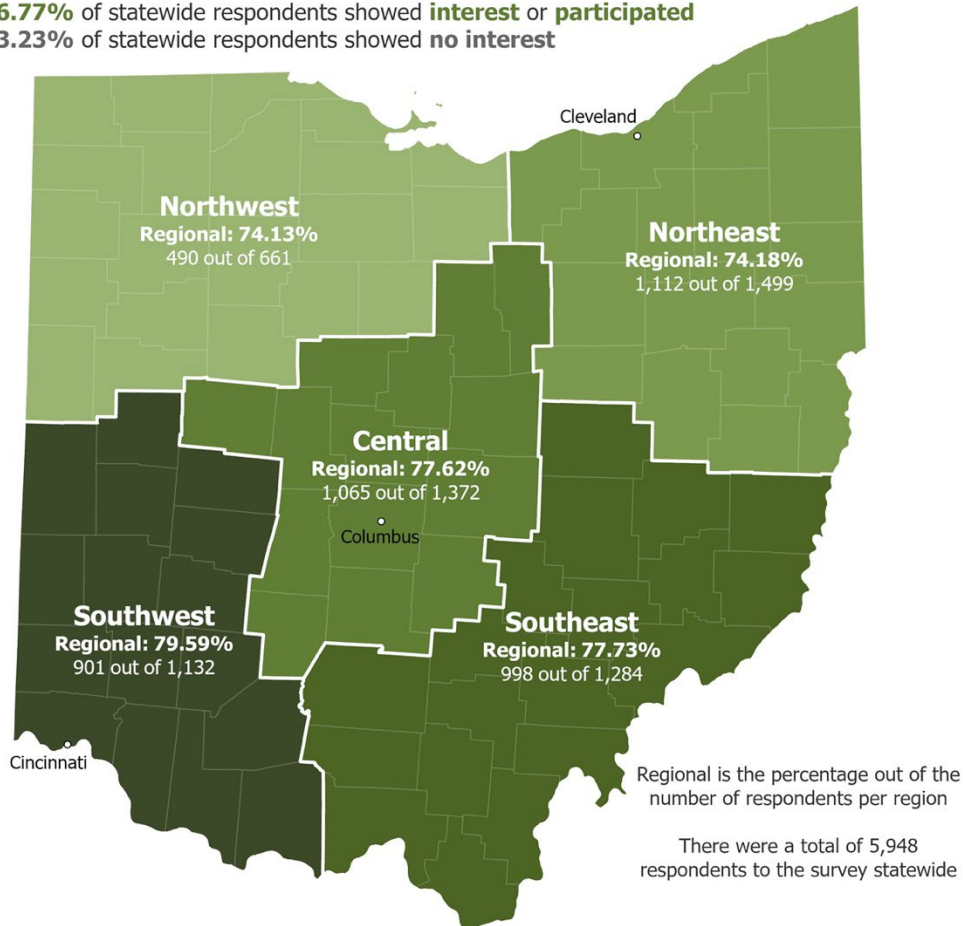 6.77% of statewide respondents showed interest or participated
3.23% of statewide respondents showed no interest
Cleveland
Northwest
Regional: 74.13%
490 out of 661
Northeast
Regional: 74.18%
1,112 out of 1,499
Central
Regional: 77.62%
1,065 out of 1,372
Columbus
Southwest
Regional: 79.59%
901 out of 1,132
Southeast
Regional: 77.73%
998 out of 1,284
Cincinnati
Regional is the percentage out of the
number of respondents per region
There were a total of 5,948
respondents to the survey statewide